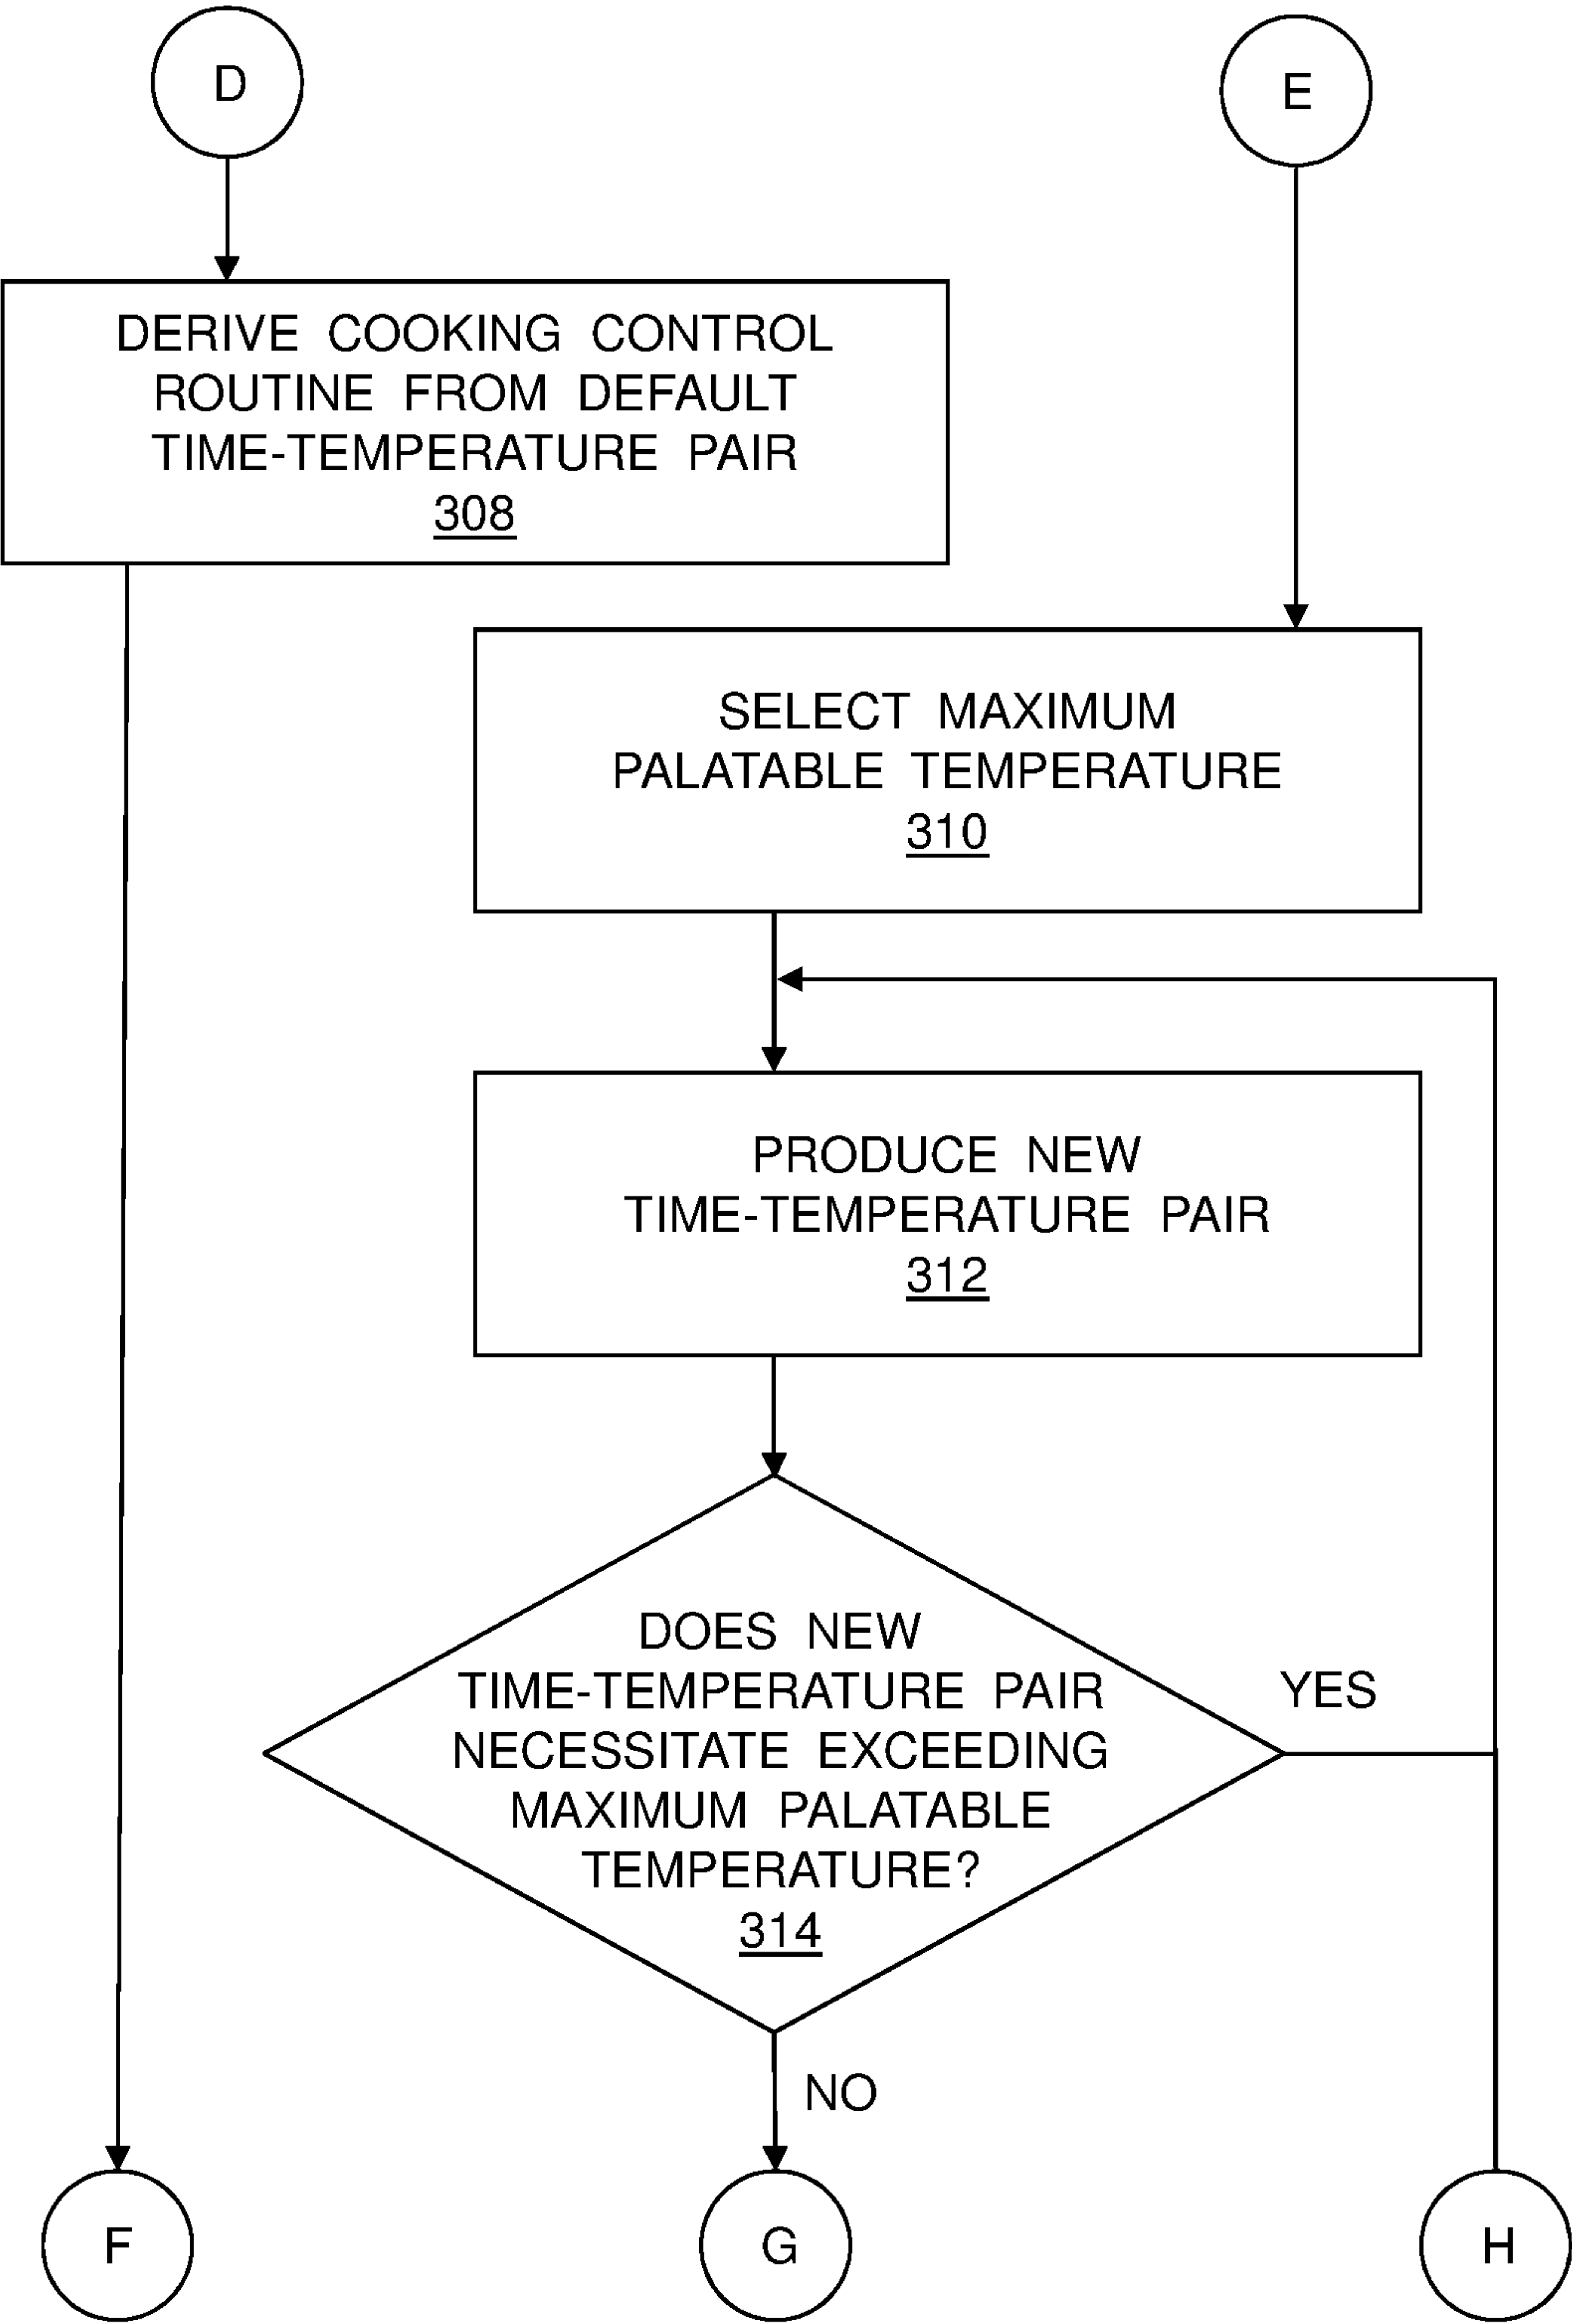 D
E
DERIVE COOKING CONTROL
ROUTINE FROM DEFAULT
TIME-TEMPERATURE PAIR
308
SELECT MAXIMUM
PALATABLE TEMPERATURE
310
PRODUCE NEW
TIME-TEMPERATURE PAIR
312
DOES NEW
TIME-TEMPERATURE PAIR
NECESSITATE EXCEEDING
MAXIMUM PALATABLE
TEMPERATURE?
314
YES
NO
F
G
H